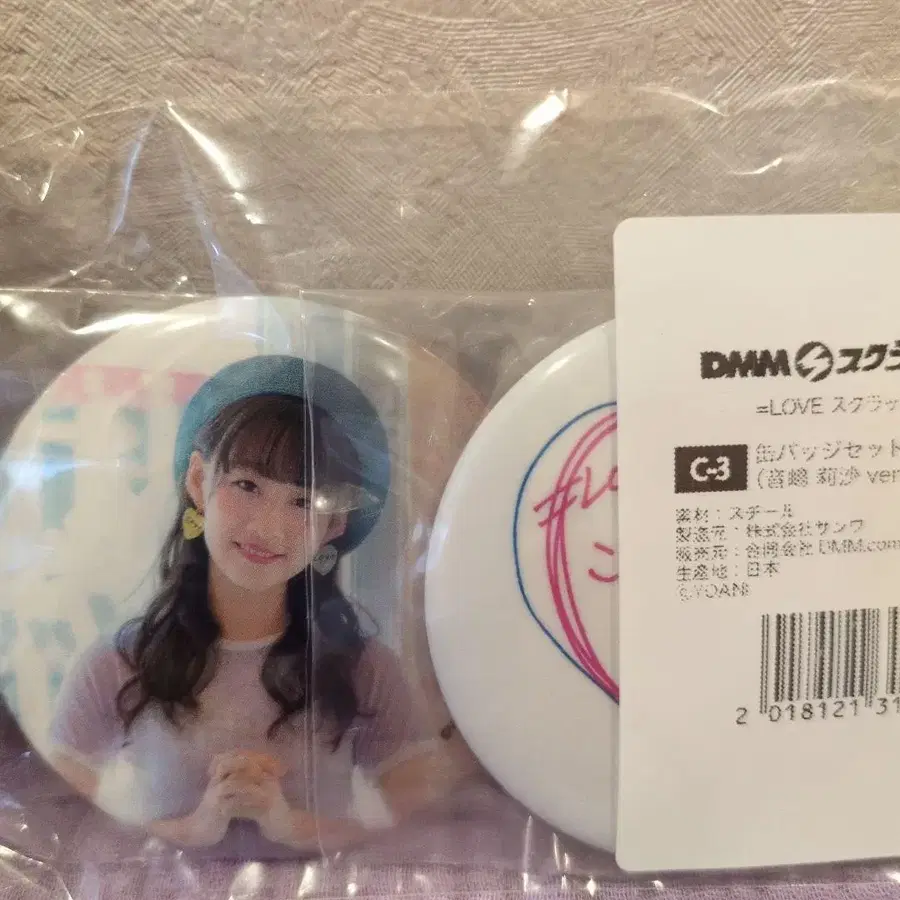 #Lo
こ
DMM スクラ
=LOVE スクラッ
C-3
缶バッジセット
(音嶋 莉沙 ver
素材：スチール
製造元：株式会社サンワ
販売元：合同会社 DMM.com
生産地：日本
©YOANI
2 018121 31